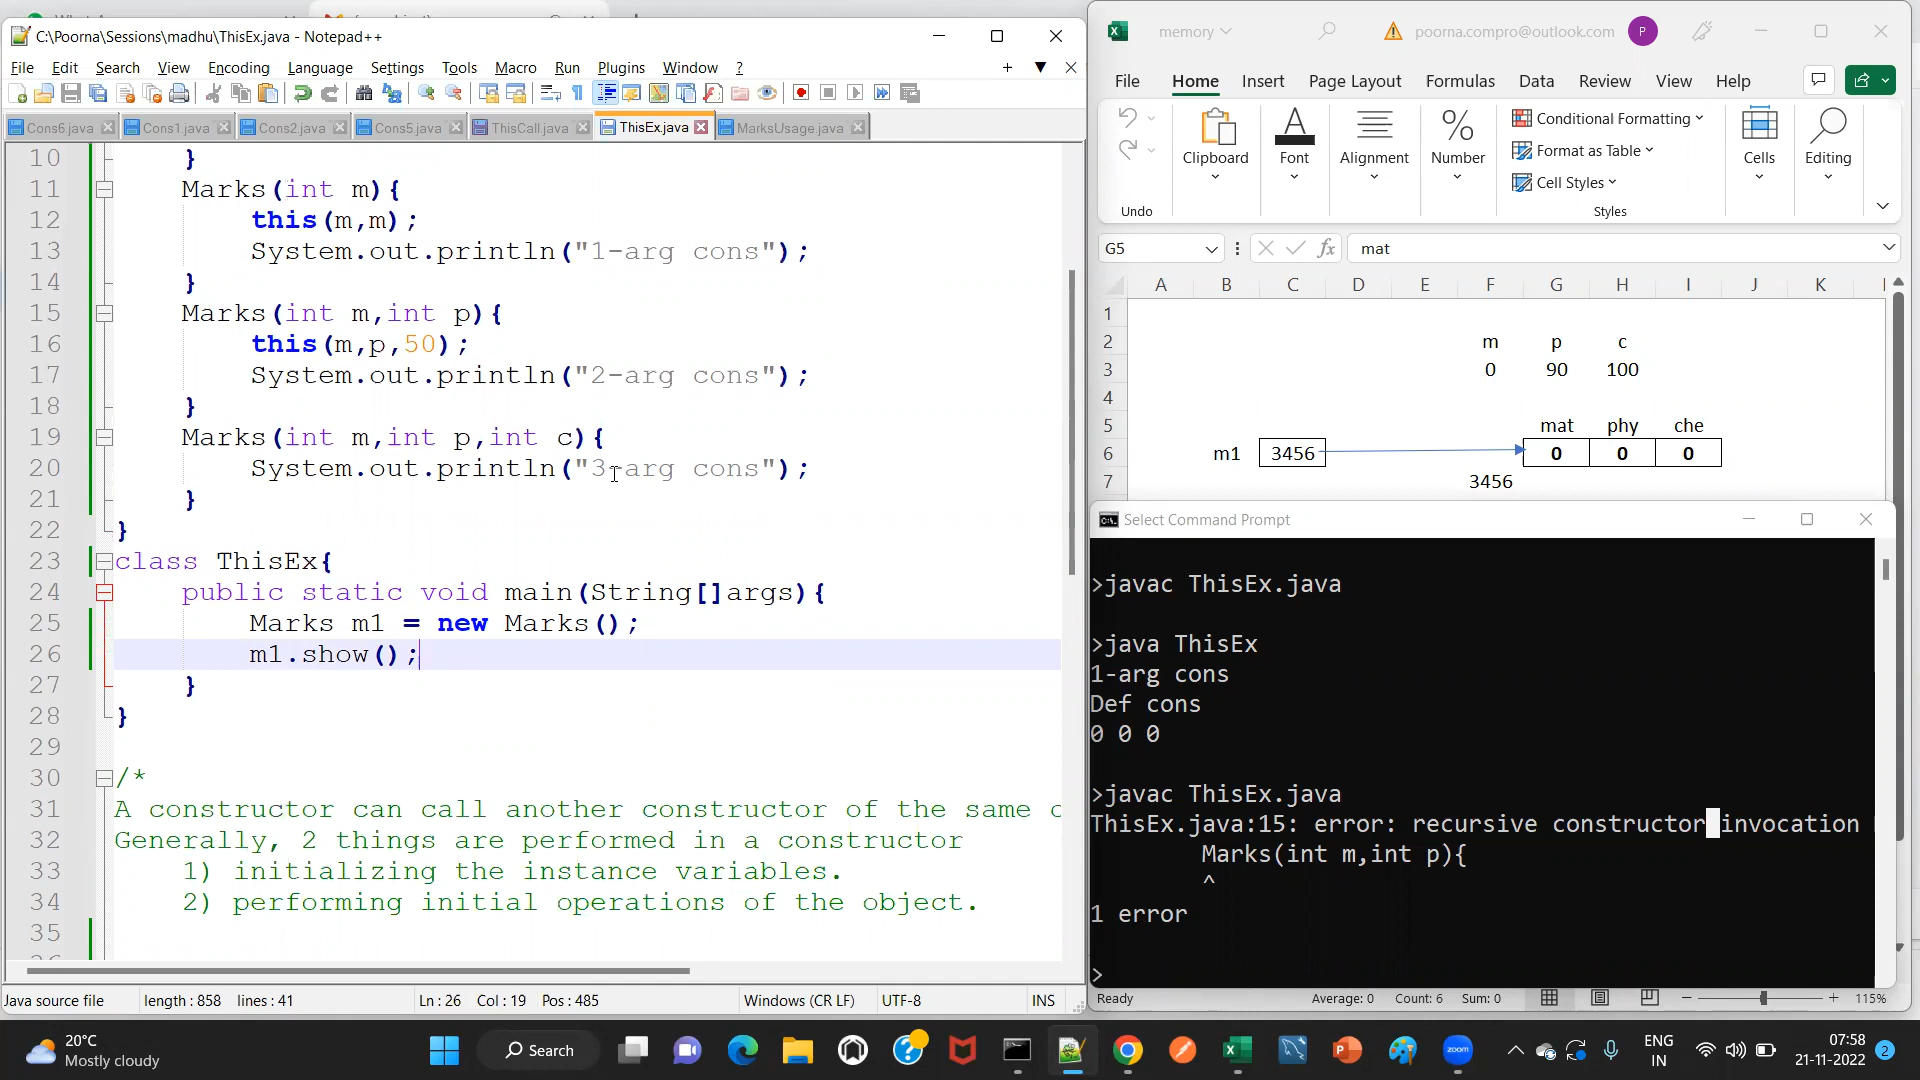 C:\Poorna\Sessions\madhu\ThisEx.java - Notepad++
File Edit Search View Encoding Language Settings Tools Macro Run Plugins Window ?
Cons6.java Cons1.java Cons2.java Cons5.java ThisCall.java ThisEx.java MarksUsage.java
10 }
11 Marks(int m){
12 this(m,m);
13 System.out.println("1-arg cons");
14 }
15 Marks(int m,int p){
16 this(m,p,50);
17 System.out.println("2-arg cons");
18 }
19 Marks(int m,int p,int c){
20 System.out.println("3-arg cons");
21 }
22 }
23 class ThisEx{
24 public static void main(String[]args){
25 Marks m1 = new Marks();
26 m1.show();
27 }
28 }
29
30 /*
31 A constructor can call another constructor of the same
32 Generally, 2 things are performed in a constructor
33 1) initializing the instance variables.
34 2) performing initial operations of the object.
35
Java source file length : 858 lines : 41 Ln : 26 Col : 19 Pos : 485 Windows (CR LF) UTF-8 INS
memory poorna.compro@outlook.com P
File Home Insert Page Layout Formulas Data Review View Help
Undo Clipboard Font Alignment Number Conditional Formatting Format as Table Cell Styles Styles Cells Editing
G5 fx mat
A B C D E F G H I J K
1
2 m p c
3 0 90 100
4
5 mat phy che
6 m1 3456 0 0 0
7 3456
Select Command Prompt
>javac ThisEx.java
>java ThisEx
1-arg cons
Def cons
0 0 0
>javac ThisEx.java
ThisEx.java:15: error: recursive constructor invocation
Marks(int m,int p){
^
1 error
>
Ready Average: 0 Count: 6 Sum: 0 115%
20°C
Mostly cloudy
Search
zoom
ENG
IN
07:58
21-11-2022
2